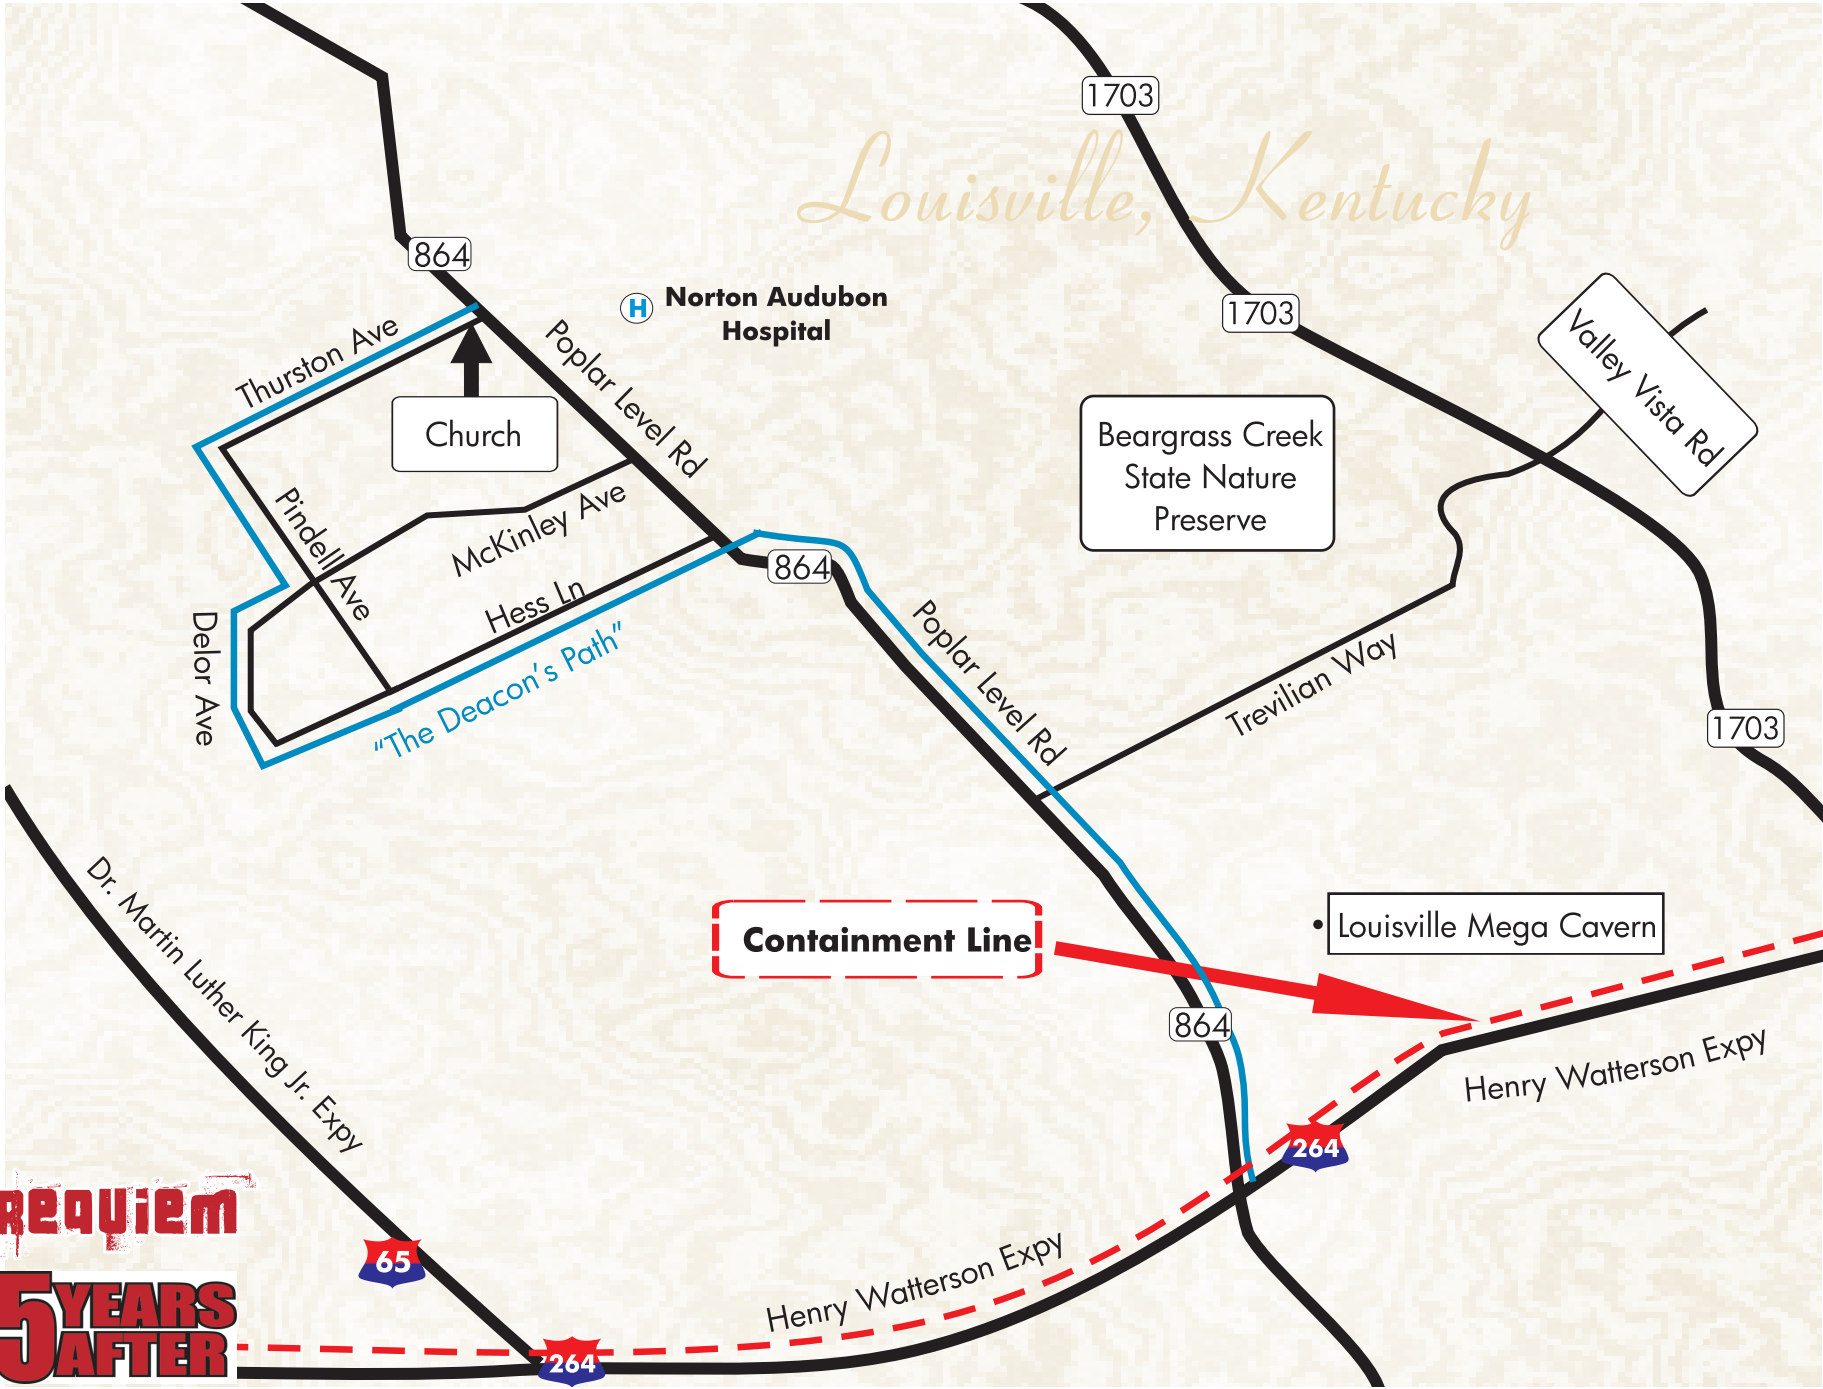 1703
Louisville, Kentucky
864
Norton Audubon
Hospital
H
1703
Thurston Ave
Poplar Level Rd
Valley Vista Rd
Church
Beargrass Creek
State Nature
Preserve
Pindell Ave
McKinley Ave
864
Hess Ln
Delor Ave
"The Deacon's Path"
Poplar Level Rd
Trevilian Way
1703
Dr. Martin Luther King Jr. Expy
Containment Line
Louisville Mega Cavern
864
Henry Watterson Expy
264
Requiem
65
Henry Watterson Expy
5 YEARS
AFTER
264